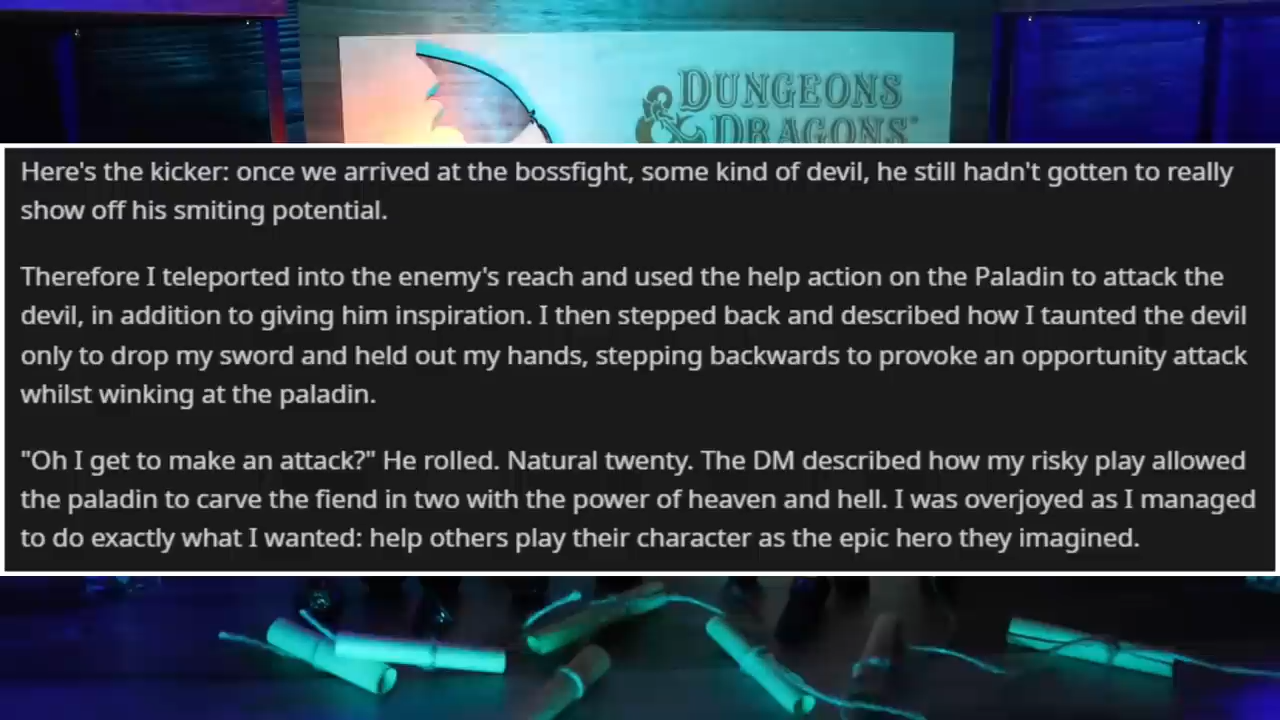 DUNGEONS
& DRAGONS
Here's the kicker: once we arrived at the bossfight, some kind of devil, he still hadn't gotten to really
show off his smiting potential.
Therefore I teleported into the enemy's reach and used the help action on the Paladin to attack the
devil, in addition to giving him inspiration. I then stepped back and described how I taunted the devil
only to drop my sword and held out my hands, stepping backwards to provoke an opportunity attack
whilst winking at the paladin.
"Oh I get to make an attack?" He rolled. Natural twenty. The DM described how my risky play allowed
the paladin to carve the fiend in two with the power of heaven and hell. I was overjoyed as I managed
to do exactly what I wanted: help others play their character as the epic hero they imagined.